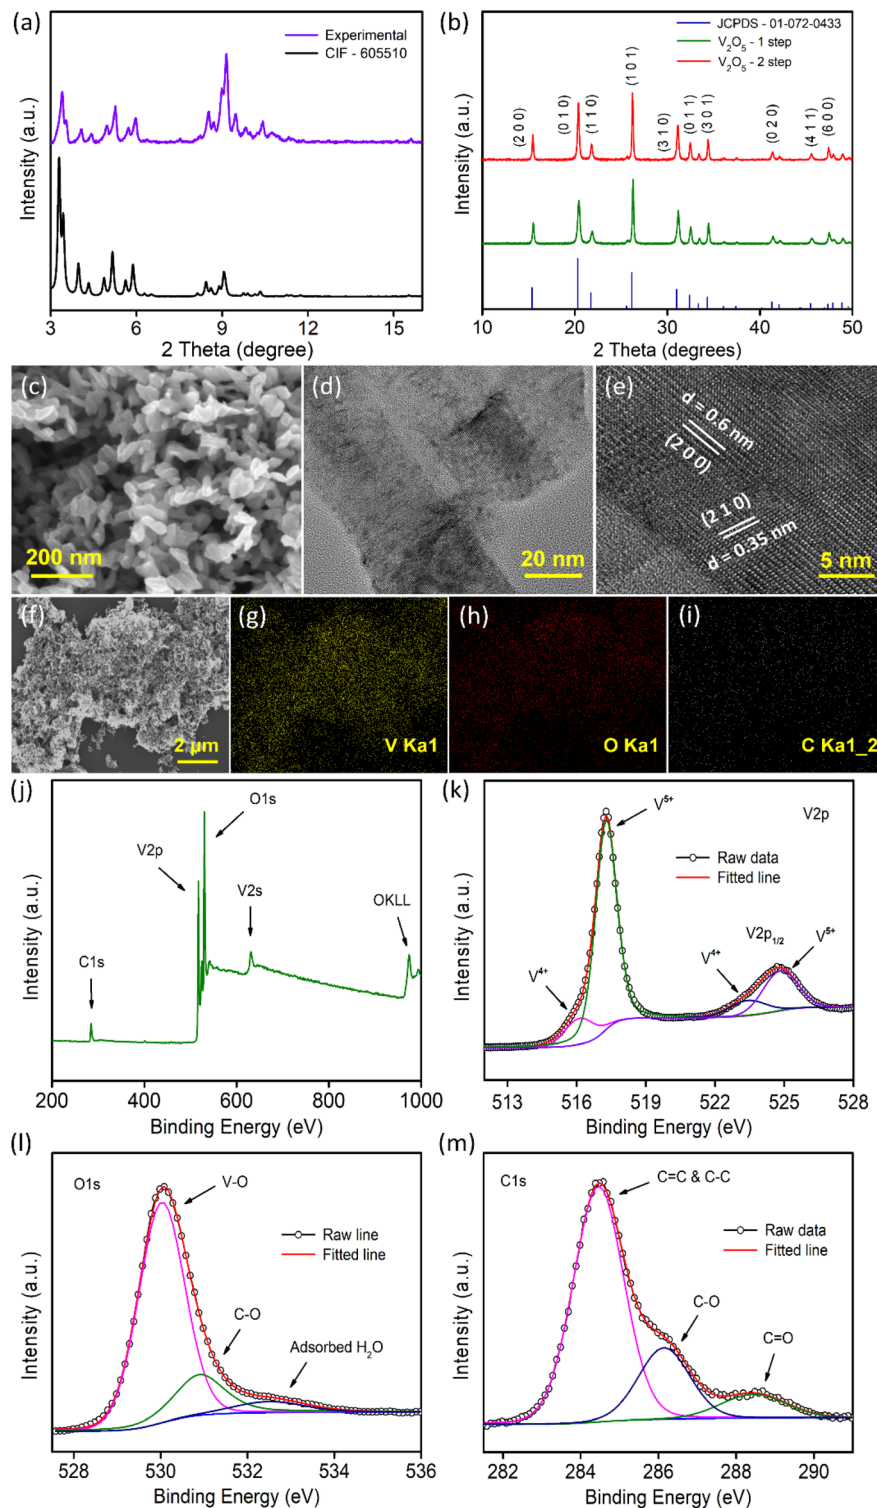 (a)
Experimental
CIF - 605510
Intensity (a.u.)
3 6 9 12 15
2 Theta (degree)
(b)
JCPDS - 01-072-0433
V₂O₅ - 1 step
V₂O₅ - 2 step
(2 0 0)
(0 1 0)
(1 1 0)
(1 0 1)
(3 1 0)
(0 1 1)
(3 0 1)
(0 2 0)
(4 1 1)
(6 0 0)
Intensity (a.u.)
10 20 30 40 50
2 Theta (degrees)
(c)
200 nm
(d)
20 nm
(e)
d = 0.6 nm
(2 0 0)
(2 1 0)
d = 0.35 nm
5 nm
(f)
2 μm
(g)
V Ka1
(h)
O Ka1
(i)
C Ka1_2
(j)
O1s
V2p
V2s
OKLL
C1s
Intensity (a.u.)
200 400 600 800 1000
Binding Energy (eV)
(k)
V⁵⁺
V2p
Raw data
Fitted line
V2p₁/₂
V⁴⁺
V⁴⁺
V⁵⁺
Intensity (a.u.)
513 516 519 522 525 528
Binding Energy (eV)
(l)
O1s
V-O
Raw line
Fitted line
C-O
Adsorbed H₂O
Intensity (a.u.)
528 530 532 534 536
Binding Energy (eV)
(m)
C1s
C=C & C-C
Raw data
Fitted line
C-O
C=O
Intensity (a.u.)
282 284 286 288 290
Binding Energy (eV)